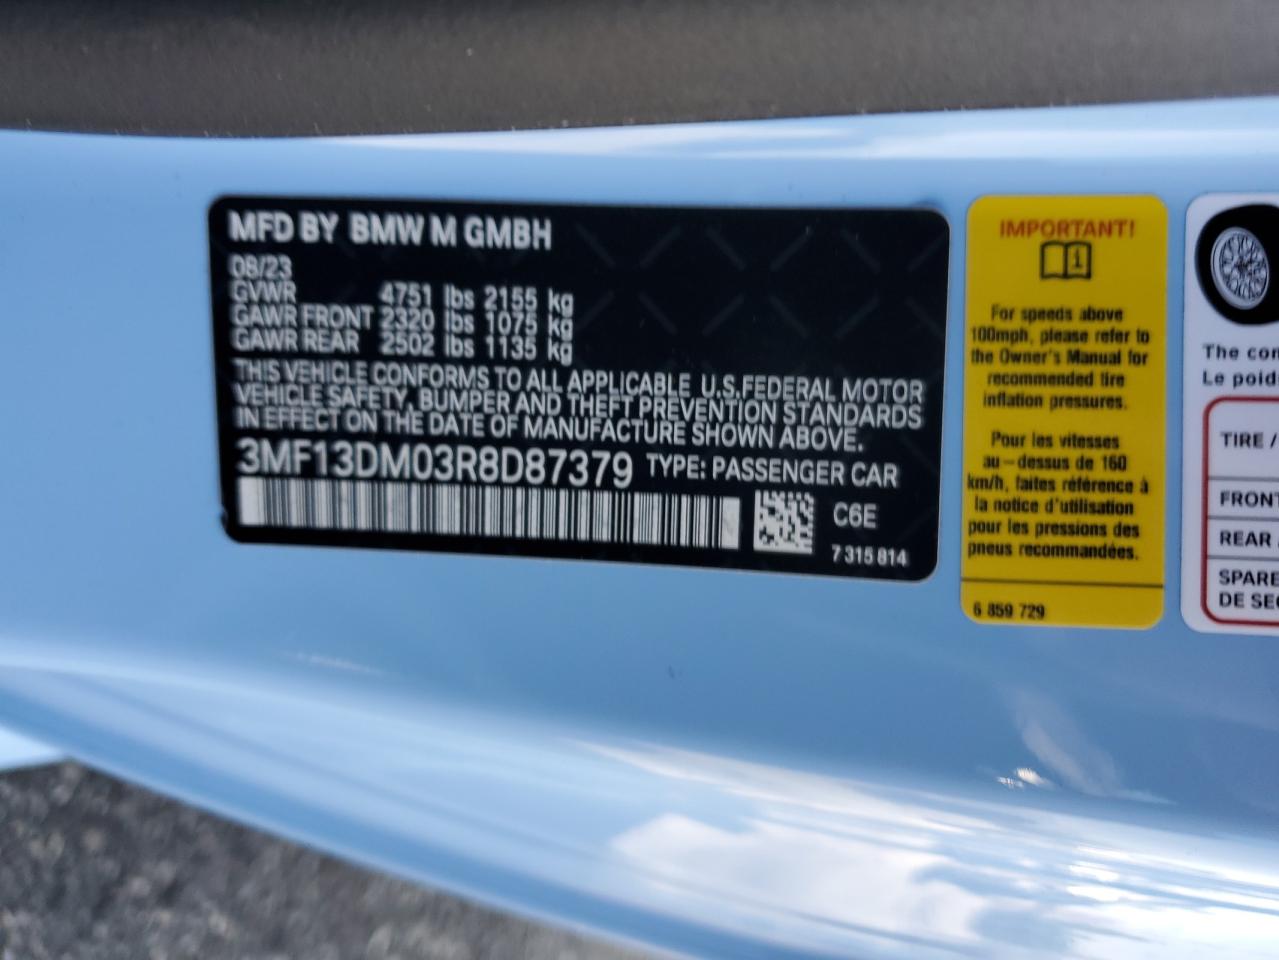 MFD BY BMW M GMBH
08/23
GVWR 4751 lbs 2155 kg
GAWR FRONT 2320 lbs 1075 kg
GAWR REAR 2502 lbs 1135 kg
THIS VEHICLE CONFORMS TO ALL APPLICABLE U.S.FEDERAL MOTOR
VEHICLE SAFETY, BUMPER AND THEFT PREVENTION STANDARDS
IN EFFECT ON THE DATE OF MANUFACTURE SHOWN ABOVE.
3MF13DM03R8D87379 TYPE: PASSENGER CAR
C6E
7 315 814
IMPORTANT!
For speeds above
100mph, please refer to
the Owner's Manual for
recommended tire
inflation pressures.
Pour les vitesses
au-dessus de 160
km/h, faites référence à
la notice d'utilisation
pour les pressions des
pneus recommandées.
6 859 729
The com
Le poids
TIRE /
FRONT
REAR /
SPARE
DE SEC